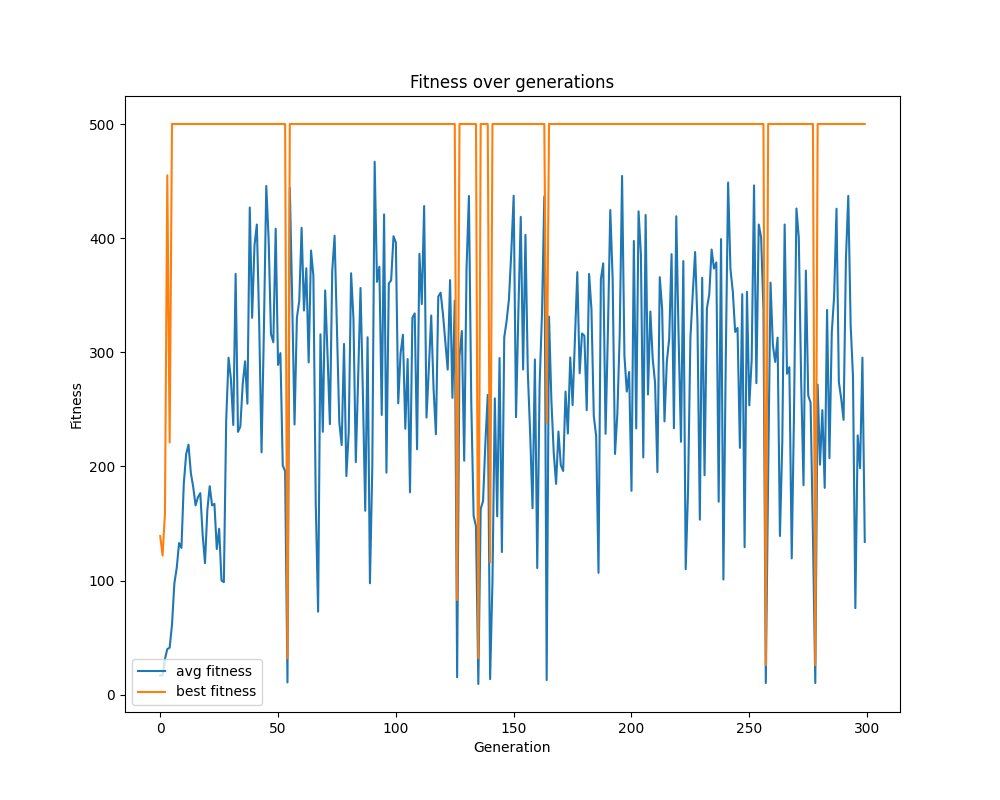 Fitness over generations
500
400
300
200
100
0
Fitness
avg fitness
best fitness
0 50 100 150 200 250 300
Generation